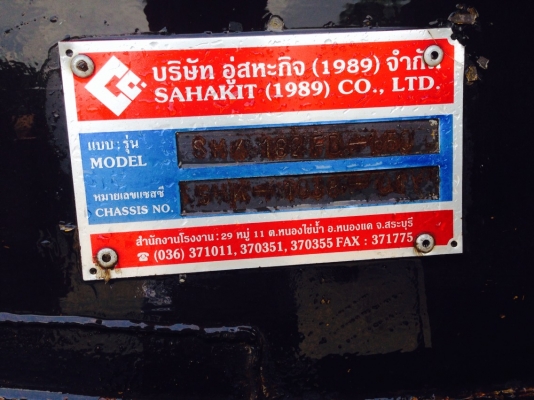 บริษัท อู่สหะกิจ (1989) จำกัด
SAHAKIT (1989) CO., LTD.
แบบ : รุ่น
MODEL
หมายเลขแชสซี
CHASSIS NO.
สำนักงานโรงงาน : 29 หมู่ 11 ต.หนองไข่น้ำ อ.หนองแค จ.สระบุรี
☎ (036) 371011, 370351, 370355 FAX : 371775